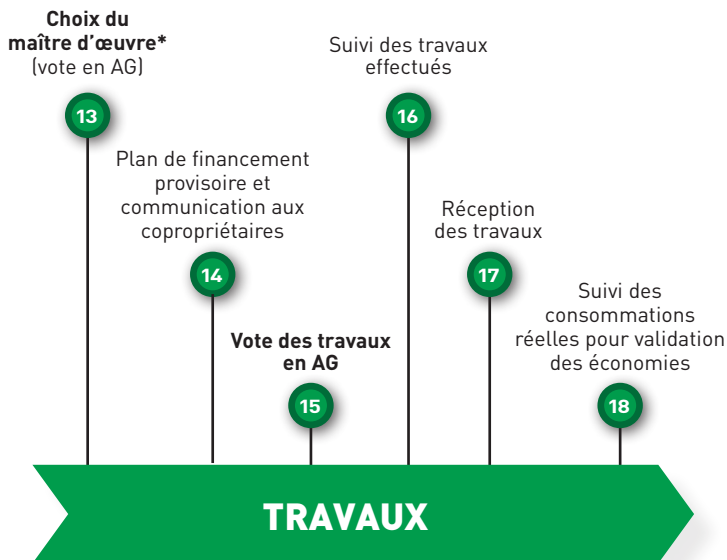 Choix du
maître d'œuvre*
(vote en AG)
13
Plan de financement
provisoire et
communication aux
copropriétaires
14
Vote des travaux
en AG
15
Suivi des travaux
effectués
16
Réception
des travaux
17
Suivi des
consommations
réelles pour validation
des économies
18
TRAVAUX